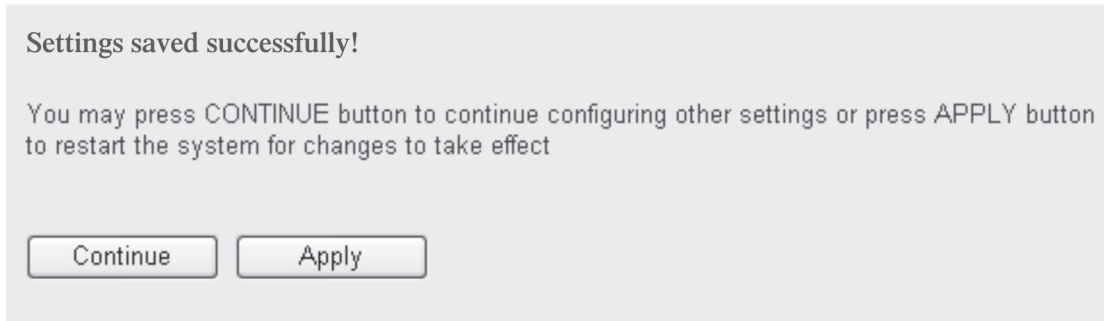 Settings saved successfully!
You may press CONTINUE button to continue configuring other settings or press APPLY button
to restart the system for changes to take effect
Continue
Apply